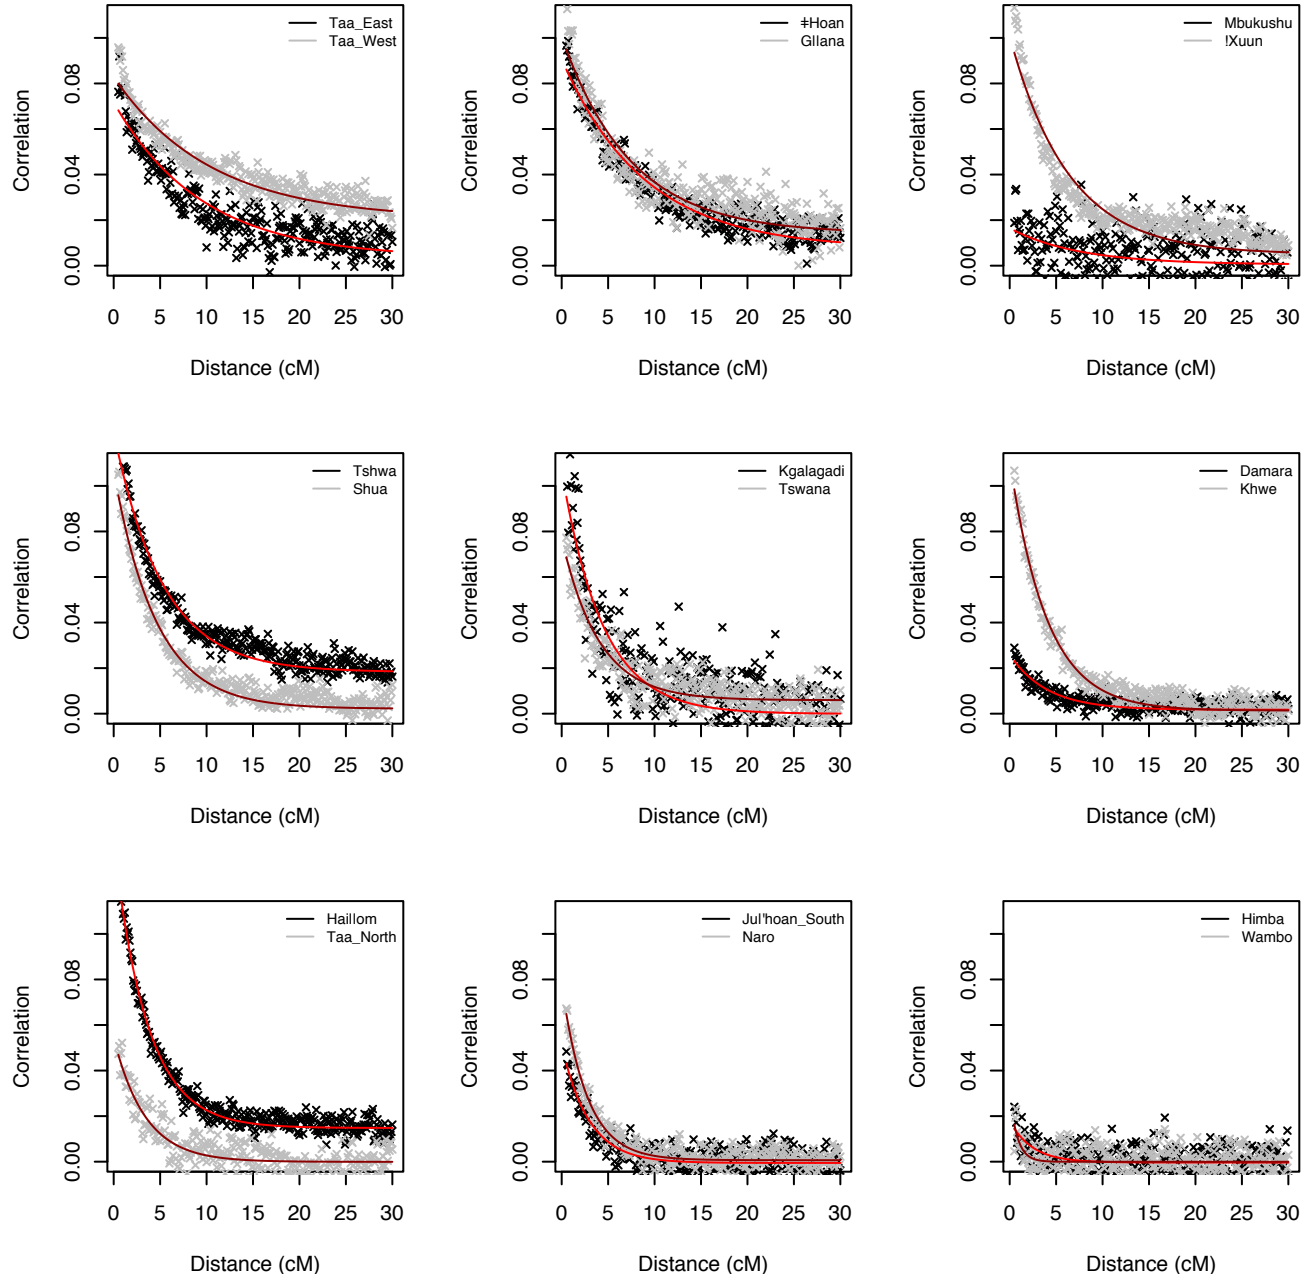 Taa_East
Taa_West
Correlation
0.00 0.04 0.08
0 5 10 15 20 25 30
Distance (cM)
ǂHoan
Gllana
Correlation
0.00 0.04 0.08
0 5 10 15 20 25 30
Distance (cM)
Mbukushu
!Xuun
Correlation
0.00 0.04 0.08
0 5 10 15 20 25 30
Distance (cM)
Tshwa
Shua
Correlation
0.00 0.04 0.08
0 5 10 15 20 25 30
Distance (cM)
Kgalagadi
Tswana
Correlation
0.00 0.04 0.08
0 5 10 15 20 25 30
Distance (cM)
Damara
Khwe
Correlation
0.00 0.04 0.08
0 5 10 15 20 25 30
Distance (cM)
Haillom
Taa_North
Correlation
0.00 0.04 0.08
0 5 10 15 20 25 30
Distance (cM)
Jul'hoan_South
Naro
Correlation
0.00 0.04 0.08
0 5 10 15 20 25 30
Distance (cM)
Himba
Wambo
Correlation
0.00 0.04 0.08
0 5 10 15 20 25 30
Distance (cM)